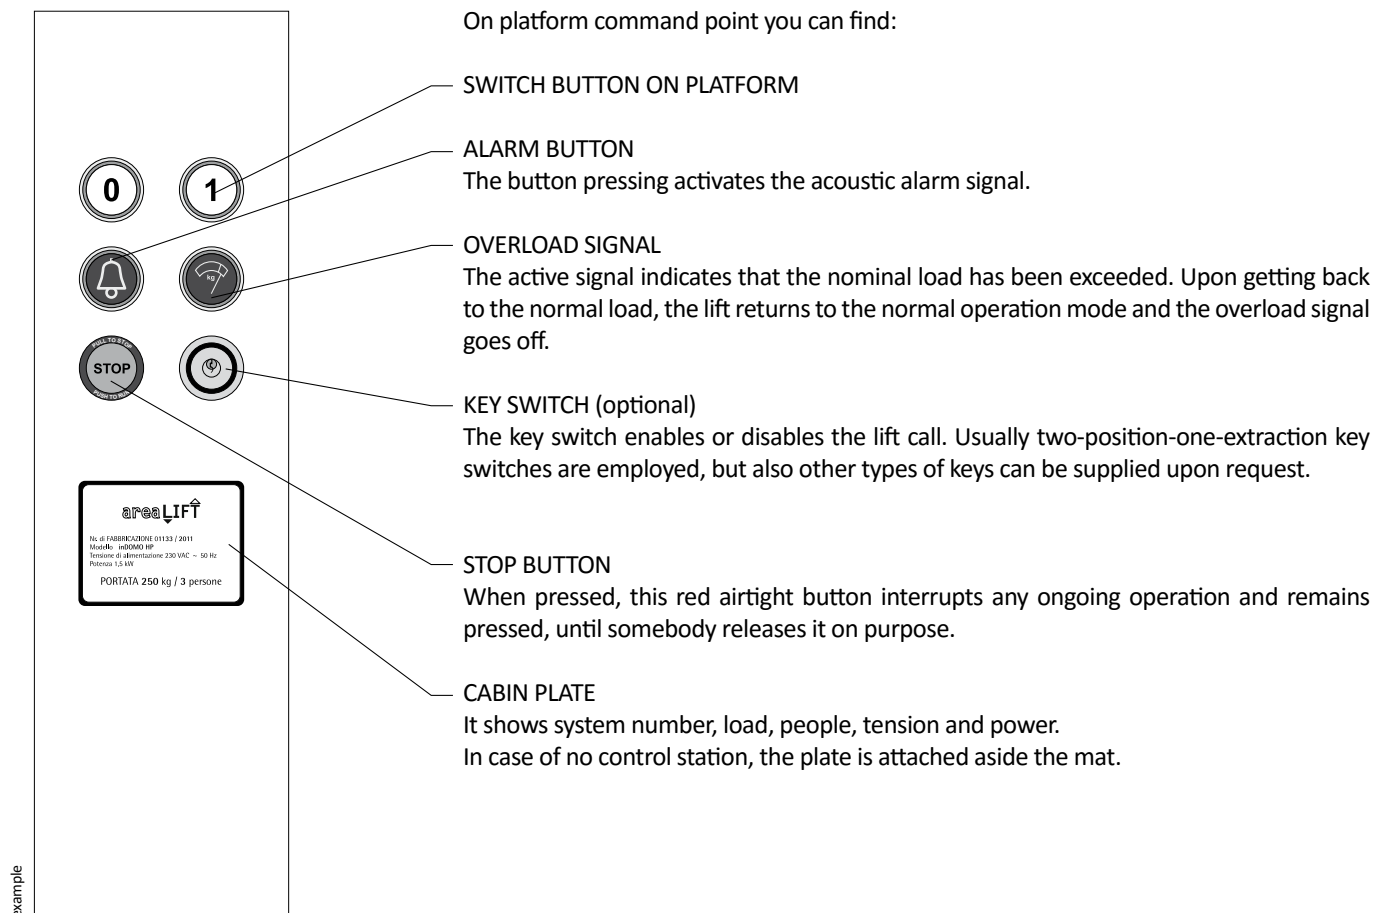 On platform command point you can find:
SWITCH BUTTON ON PLATFORM
ALARM BUTTON
The button pressing activates the acoustic alarm signal.
OVERLOAD SIGNAL
The active signal indicates that the nominal load has been exceeded. Upon getting back
to the normal load, the lift returns to the normal operation mode and the overload signal
goes off.
KEY SWITCH (optional)
The key switch enables or disables the lift call. Usually two-position-one-extraction key
switches are employed, but also other types of keys can be supplied upon request.
STOP BUTTON
When pressed, this red airtight button interrupts any ongoing operation and remains
pressed, until somebody releases it on purpose.
CABIN PLATE
It shows system number, load, people, tension and power.
In case of no control station, the plate is attached aside the mat.
0
1
kg
PULL TO STOP
STOP
PUSH TO RUN
areaLIFT
Nr. di FABBRICAZIONE 01133 / 2011
Modello inDOMO HP
Tensione di alimentazione 230 VAC ~ 50 Hz
Potenza 1,5 kW
PORTATA 250 kg / 3 persone
example